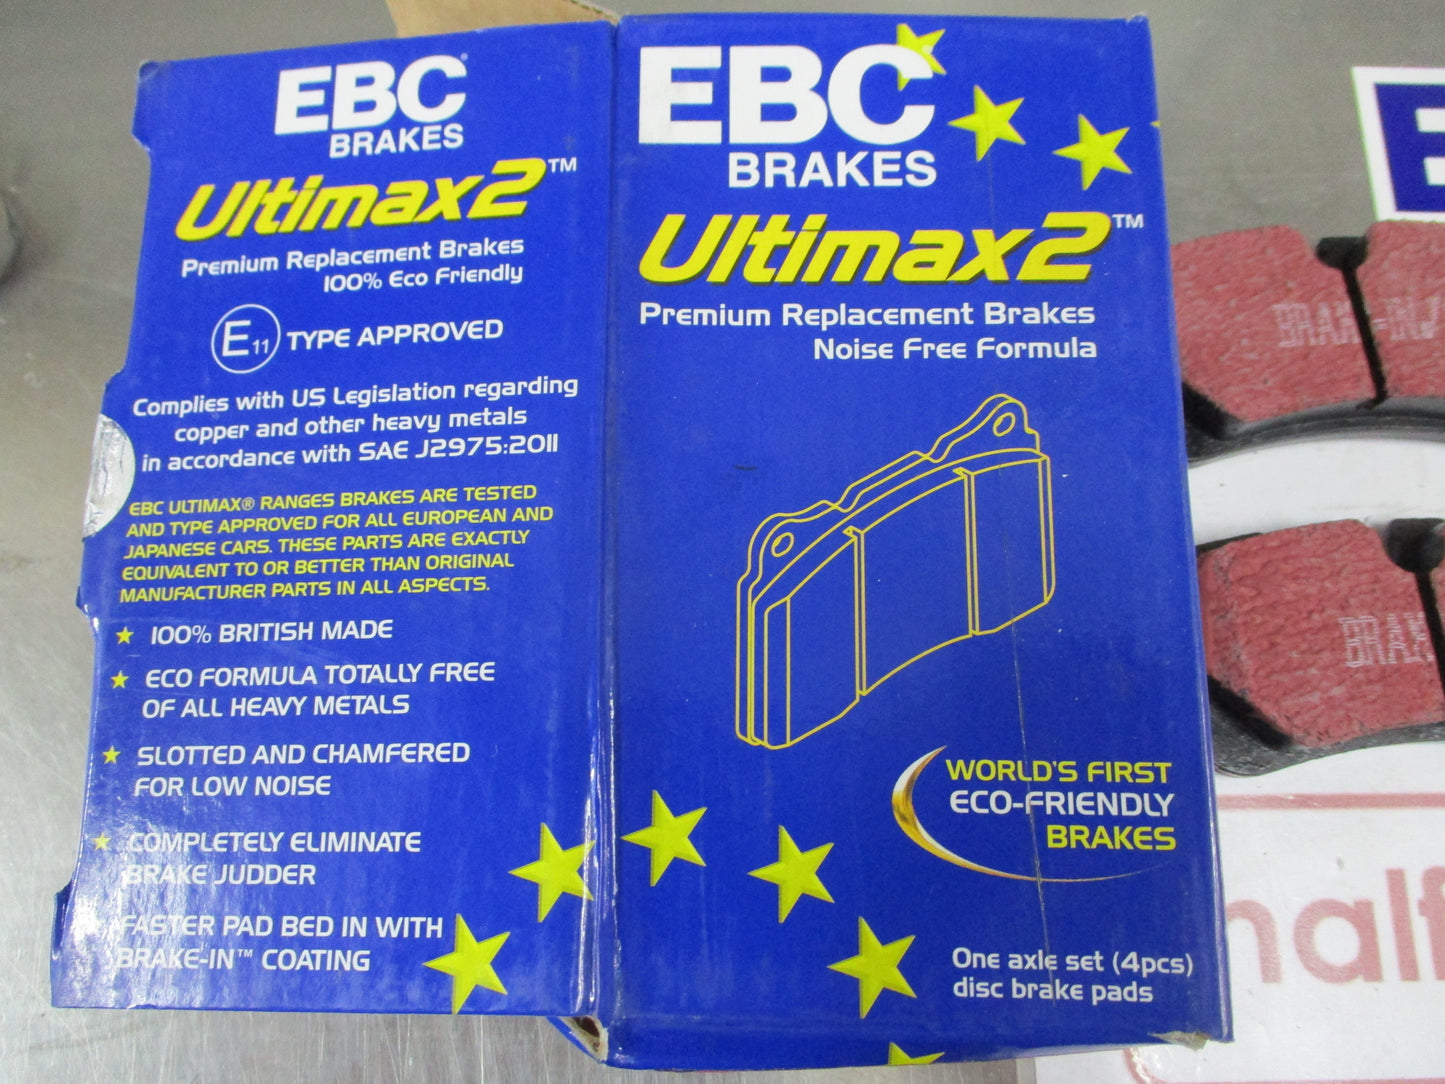 EBC
BRAKES
Ultimax2™
Premium Replacement Brakes
100% Eco Friendly
E11 TYPE APPROVED
Complies with US Legislation regarding
copper and other heavy metals
in accordance with SAE J2975:2011
EBC ULTIMAX® RANGES BRAKES ARE TESTED
AND TYPE APPROVED FOR ALL EUROPEAN AND
JAPANESE CARS. THESE PARTS ARE EXACTLY
EQUIVALENT TO OR BETTER THAN ORIGINAL
MANUFACTURER PARTS IN ALL ASPECTS.
100% BRITISH MADE
ECO FORMULA TOTALLY FREE
OF ALL HEAVY METALS
SLOTTED AND CHAMFERED
FOR LOW NOISE
COMPLETELY ELIMINATE
BRAKE JUDDER
FASTER PAD BED IN WITH
BRAKE-IN™ COATING
EBC
BRAKES
Ultimax2™
Premium Replacement Brakes
Noise Free Formula
WORLD'S FIRST
ECO-FRIENDLY
BRAKES
One axle set (4pcs)
disc brake pads